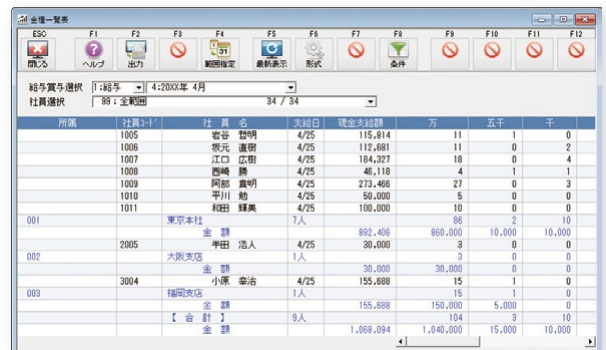 金種一覧表
ESC F1 F2 F3 F4 F5 F6 F7 F8 F9 F10 F11 F12
閉じる ヘルプ 出力 範囲指定 最新表示 形式 条件
給与賞与選択 1:給与 4:20XX年 4月
社員選択 99:全範囲 34 / 34
所属 社員コード 社 員 名 支給日 現金支給額 万 五千 千
1005 岩谷 哲明 4/25 115,814 11 1 0
1006 坂元 直樹 4/25 112,681 11 0 2
1007 江口 広樹 4/25 184,327 18 0 4
1008 西崎 勝 4/25 46,118 4 1 1
1009 阿部 貴明 4/25 273,466 27 0 3
1010 平川 勉 4/25 50,000 5 0 0
1011 和田 輝美 4/25 100,000 10 0 0
001 東京本社 7人 86 2 10
金 額 882,406 860,000 10,000 10,000
2005 半田 浩人 4/25 30,000 3 0 0
002 大阪支店 1人 3 0 0
金 額 30,000 30,000 0 0
3004 小原 幸治 4/25 155,688 15 1 0
003 福岡支店 1人 15 1 0
金 額 155,688 150,000 5,000 0
【 合 計 】 9人 104 3 10
金 額 1,068,094 1,040,000 15,000 10,000